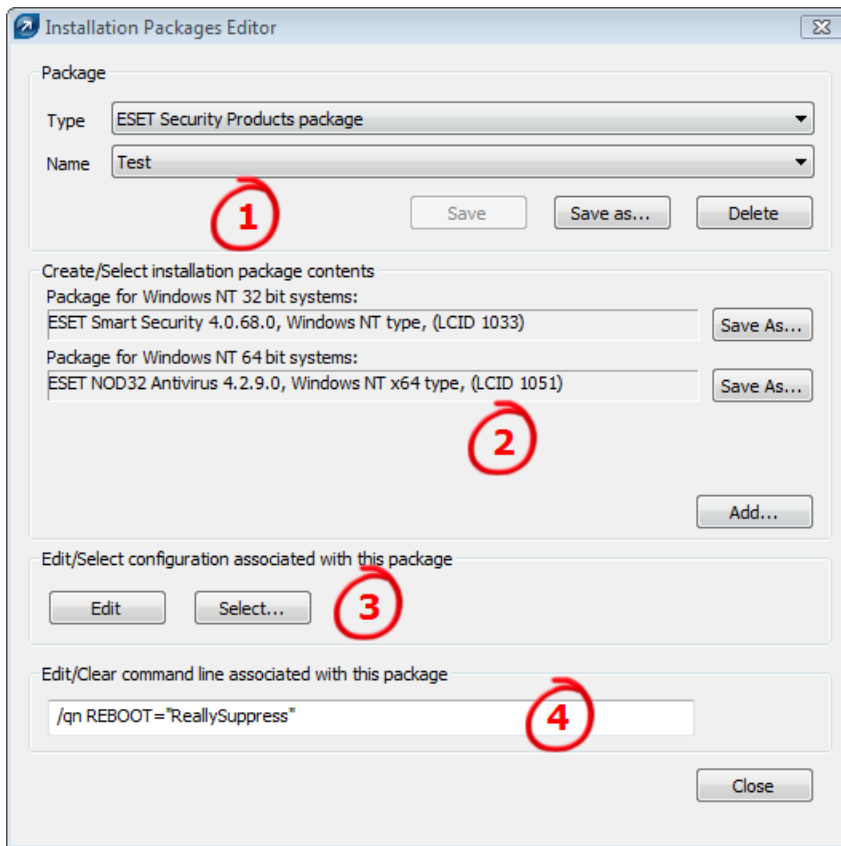 Installation Packages Editor
Package
Type ESET Security Products package
Name Test
1
Save Save as... Delete
Create/Select installation package contents
Package for Windows NT 32 bit systems:
ESET Smart Security 4.0.68.0, Windows NT type, (LCID 1033) Save As...
Package for Windows NT 64 bit systems:
ESET NOD32 Antivirus 4.2.9.0, Windows NT x64 type, (LCID 1051) Save As...
2
Add...
Edit/Select configuration associated with this package
Edit Select... 3
Edit/Clear command line associated with this package
/qn REBOOT="ReallySuppress" 4
Close